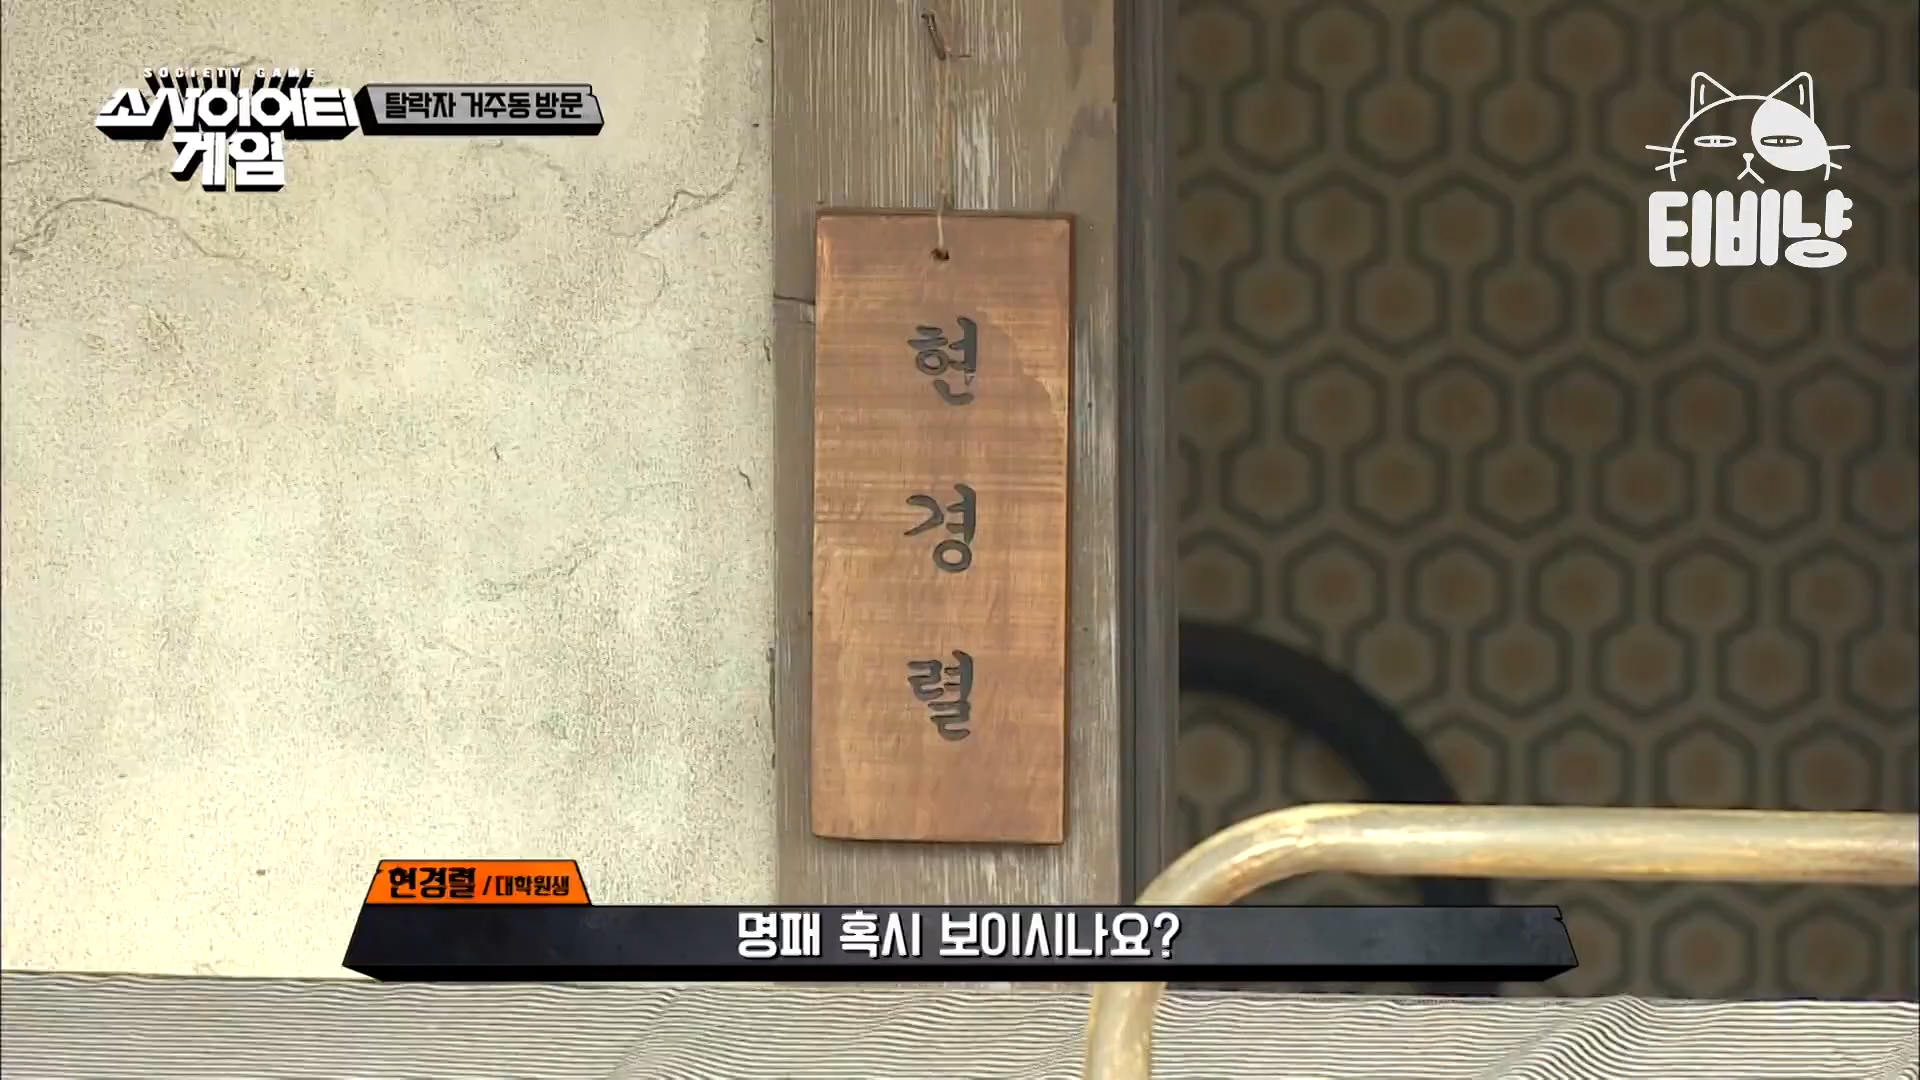 SOCIETY GAME
소사이어티
게임
탈락자 거주동 방문
티비냥
현
경
렬
현경렬 / 대학원생
명패 혹시 보이시나요?